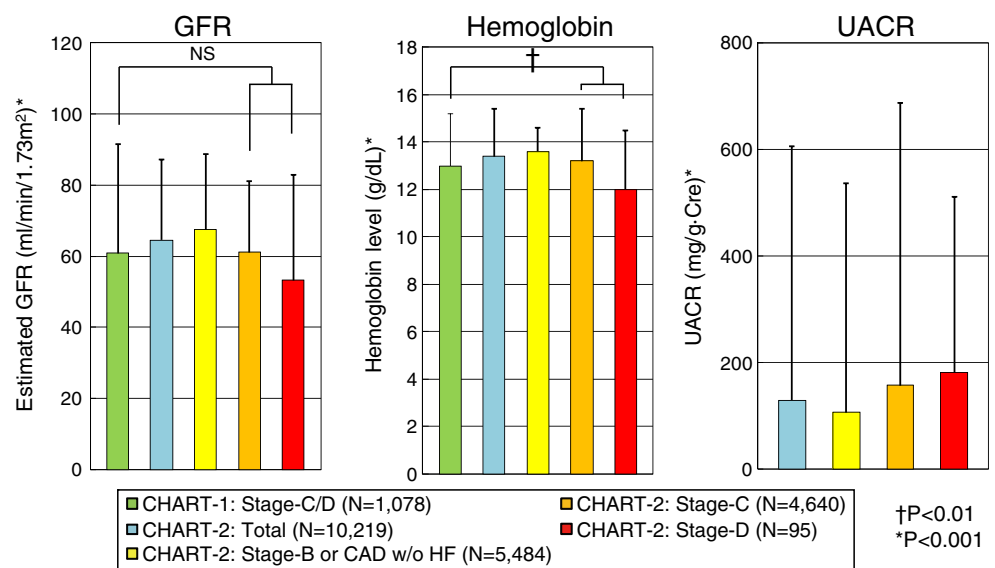 GFR
Hemoglobin
UACR
Estimated GFR (ml/min/1.73m²)*
120
100
80
60
40
20
0
NS
Hemoglobin level (g/dL)*
18
16
14
12
10
8
6
4
2
0
†
UACR (mg/g·Cre)*
800
600
400
200
0
CHART-1: Stage-C/D (N=1,078)
CHART-2: Stage-C (N=4,640)
CHART-2: Total (N=10,219)
CHART-2: Stage-D (N=95)
CHART-2: Stage-B or CAD w/o HF (N=5,484)
†P<0.01
*P<0.001